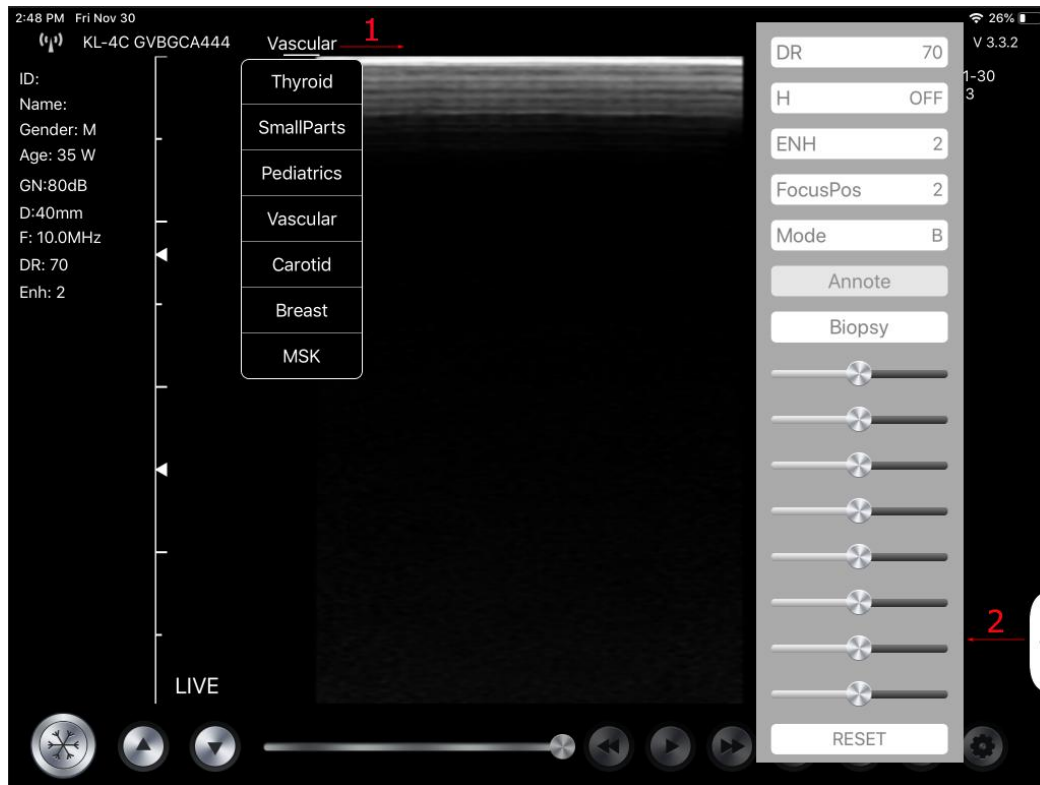 2:48 PM Fri Nov 30
26%
KL-4C GVBGCA444
Vascular
1
V 3.3.2
ID:
Name:
Gender: M
Age: 35 W
GN:80dB
D:40mm
F: 10.0MHz
DR: 70
Enh: 2
Thyroid
SmallParts
Pediatrics
Vascular
Carotid
Breast
MSK
DR 70
H OFF
ENH 2
FocusPos 2
Mode B
Annote
Biopsy
RESET
1-30
3
2
LIVE